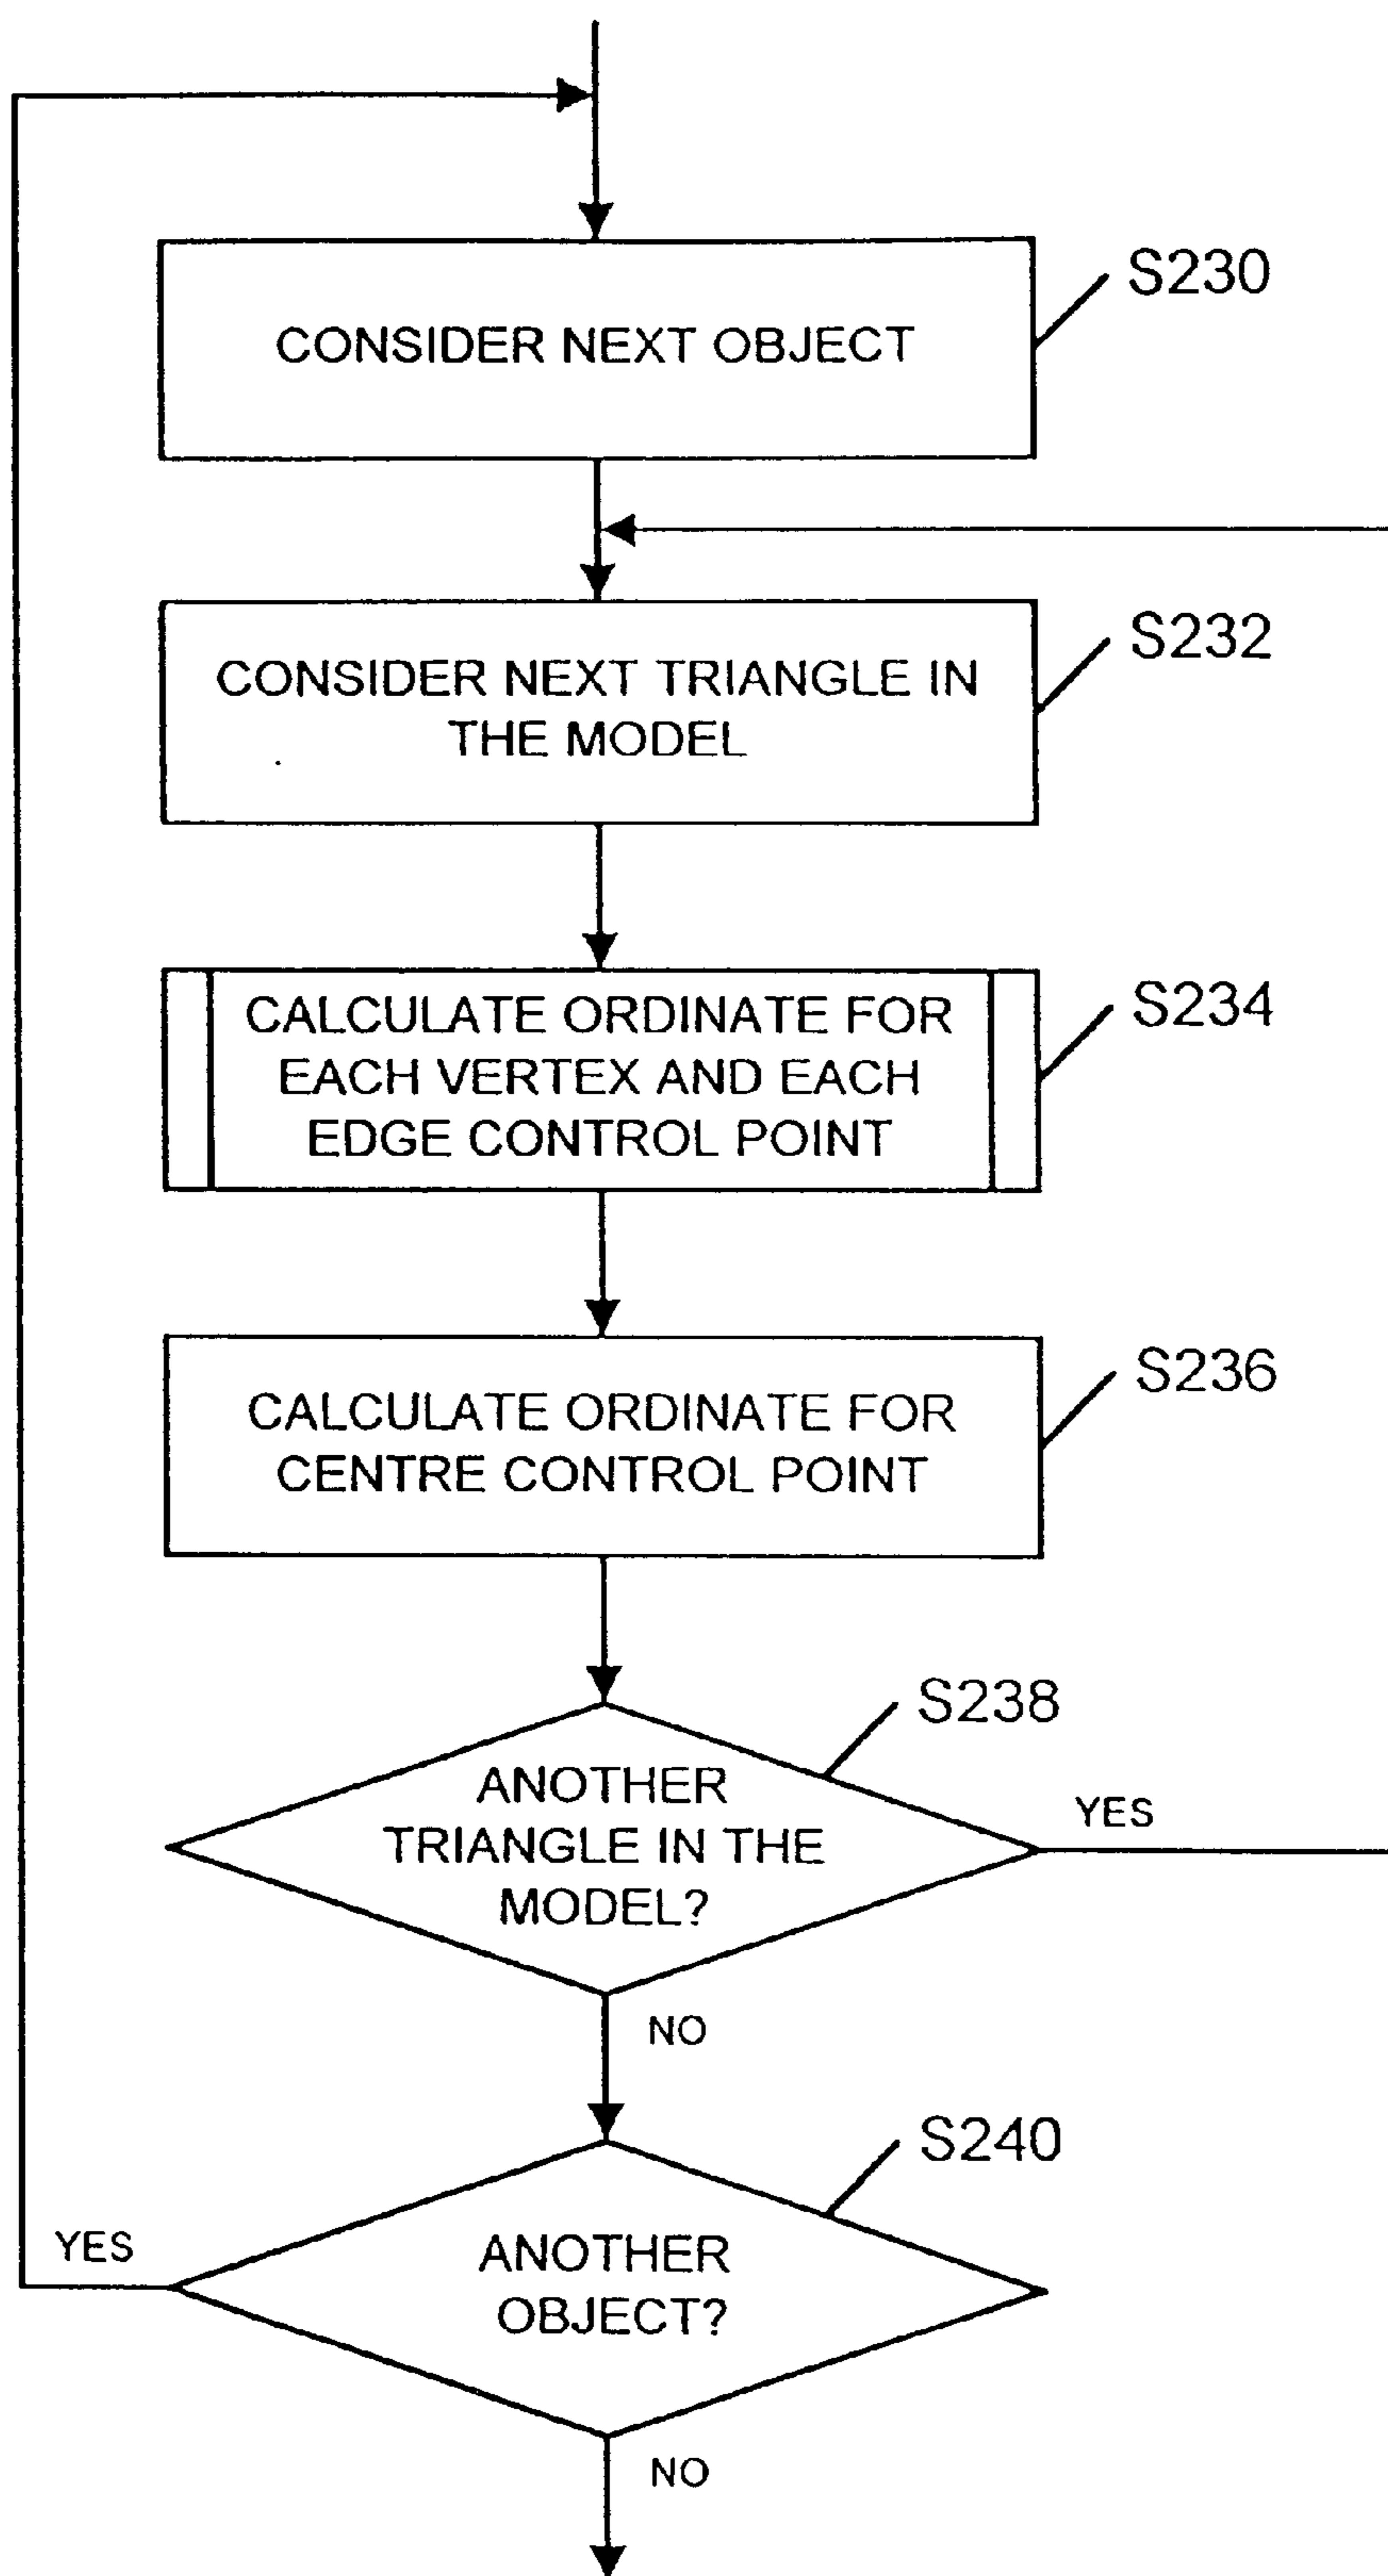 S230
CONSIDER NEXT OBJECT
S232
CONSIDER NEXT TRIANGLE IN
THE MODEL
S234
CALCULATE ORDINATE FOR
EACH VERTEX AND EACH
EDGE CONTROL POINT
S236
CALCULATE ORDINATE FOR
CENTRE CONTROL POINT
S238
ANOTHER
TRIANGLE IN THE
MODEL?
YES
NO
S240
ANOTHER
OBJECT?
YES
NO